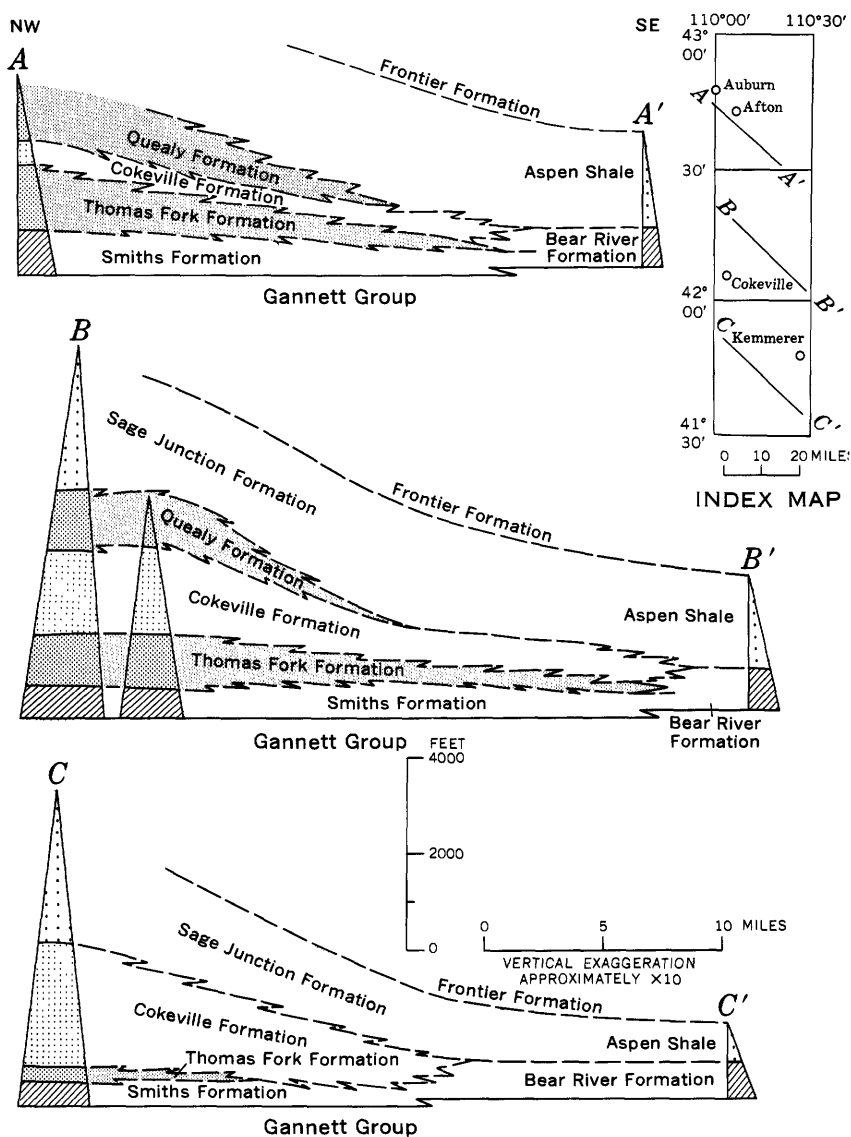 NW
SE
A
A'
Frontier Formation
Quealy Formation
Cokeville Formation
Thomas Fork Formation
Smiths Formation
Aspen Shale
Bear River
Formation
Gannett Group
110°00' 110°30'
43°
00'
Auburn
A
Afton
30'
A'
B
Cokeville
42°
00'
B'
C
Kemmerer
C'
41°
30'
0 10 20 MILES
INDEX MAP
B
B'
Sage Junction Formation
Frontier Formation
Quealy Formation
Cokeville Formation
Aspen Shale
Thomas Fork Formation
Smiths Formation
Bear River
Formation
Gannett Group
FEET
4000
2000
0
0 5 10 MILES
VERTICAL EXAGGERATION
APPROXIMATELY X10
C
C'
Sage Junction Formation
Frontier Formation
Cokeville Formation
Aspen Shale
Thomas Fork Formation
Bear River Formation
Smiths Formation
Gannett Group